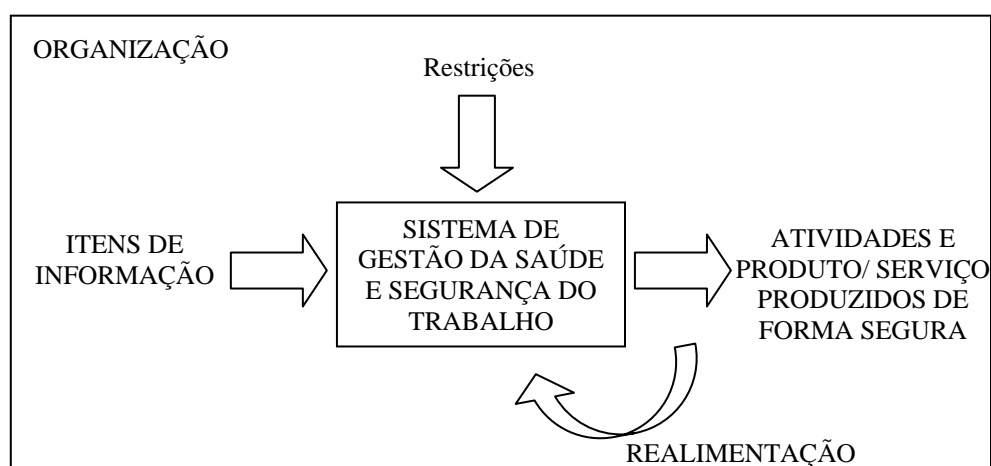 ORGANIZAÇÃO
Restrições
ITENS DE
INFORMAÇÃO
SISTEMA DE
GESTÃO DA SAÚDE
E SEGURANÇA DO
TRABALHO
ATIVIDADES E
PRODUTO/ SERVIÇO
PRODUZIDOS DE
FORMA SEGURA
REALIMENTAÇÃO